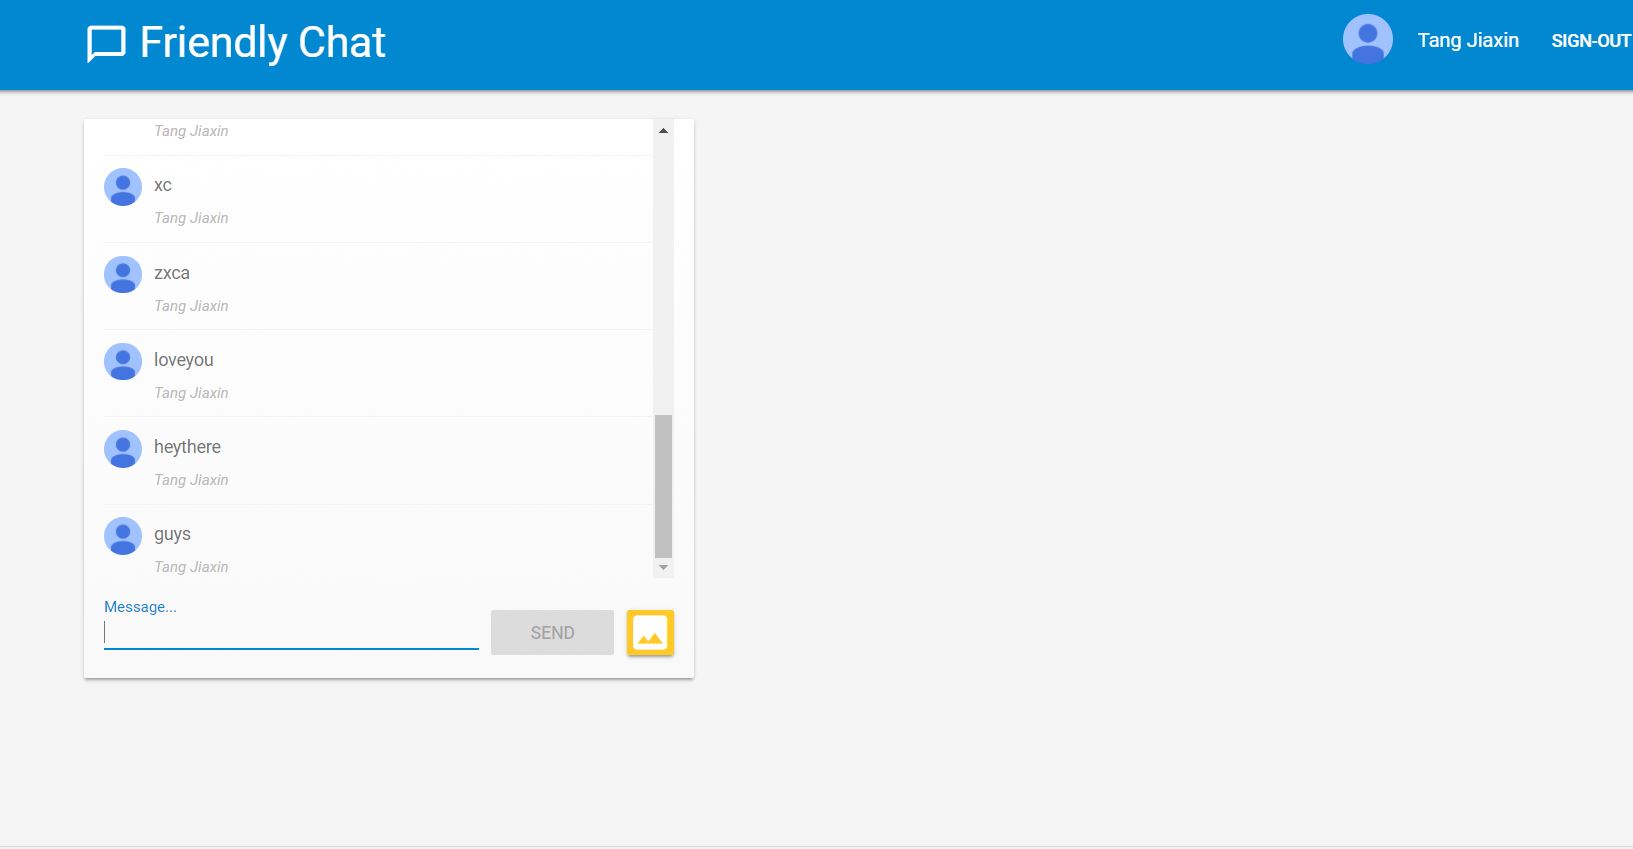 Friendly Chat
Tang Jiaxin
SIGN-OUT
Tang Jiaxin
xc
Tang Jiaxin
zxca
Tang Jiaxin
loveyou
Tang Jiaxin
heythere
Tang Jiaxin
guys
Tang Jiaxin
Message...
SEND